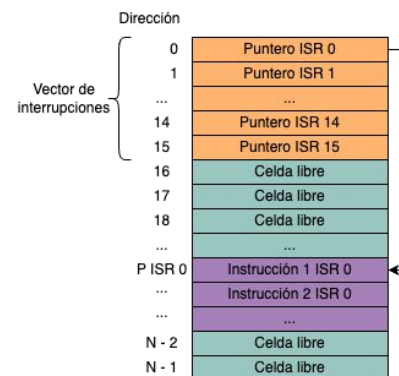 Dirección
0 Puntero ISR 0
1 Puntero ISR 1
Vector de interrupciones
... ...
14 Puntero ISR 14
15 Puntero ISR 15
16 Celda libre
17 Celda libre
18 Celda libre
... ...
P ISR 0 Instrucción 1 ISR 0
... Instrucción 2 ISR 0
... ...
N - 2 Celda libre
N - 1 Celda libre